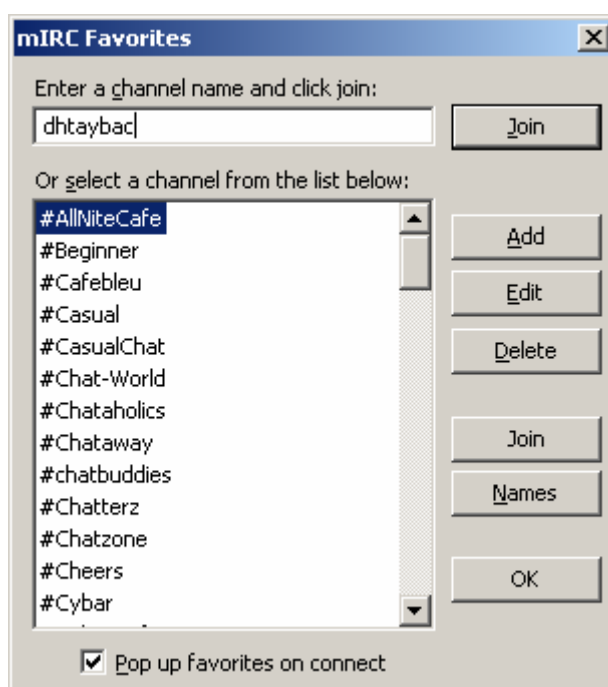 mIRC Favorites
Enter a channel name and click join:
dhtaybac
Join
Or select a channel from the list below:
#AllNiteCafe
#Beginner
#Cafebleu
#Casual
#CasualChat
#Chat-World
#Chataholics
#Chataway
#chatbuddies
#Chatterz
#Chatzone
#Cheers
#Cybar
Add
Edit
Delete
Join
Names
OK
Pop up favorites on connect